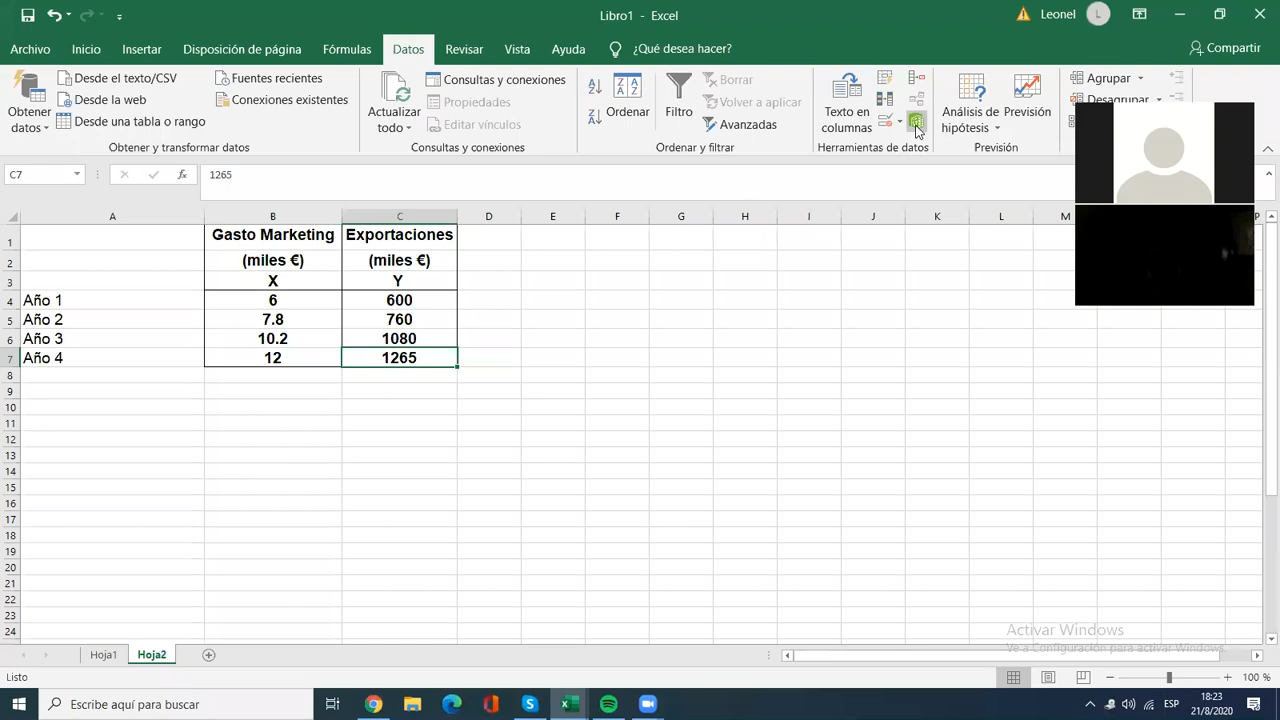 Libro1 - Excel
Leonel
L
Archivo
Inicio
Insertar
Disposición de página
Fórmulas
Datos
Revisar
Vista
Ayuda
¿Qué desea hacer?
Compartir
Obtener datos
Desde el texto/CSV
Desde la web
Desde una tabla o rango
Fuentes recientes
Conexiones existentes
Obtener y transformar datos
Actualizar todo
Consultas y conexiones
Propiedades
Editar vínculos
Consultas y conexiones
Ordenar
Filtro
Borrar
Volver a aplicar
Avanzadas
Ordenar y filtrar
Texto en columnas
Herramientas de datos
Análisis de hipótesis
Previsión
Previsión
Agrupar
Desagrupar
C7
fx
1265
A B C D E F G H I J K L M P
1 Gasto Marketing Exportaciones
2 (miles €) (miles €)
3 X Y
4 Año 1 6 600
5 Año 2 7.8 760
6 Año 3 10.2 1080
7 Año 4 12 1265
8
9
10
11
12
13
14
15
16
17
18
19
20
21
22
23
24
Activar Windows
Ve a Configuración para activar Windows.
Hoja1
Hoja2
Listo
100 %
Escribe aquí para buscar
ESP
18:23
21/8/2020